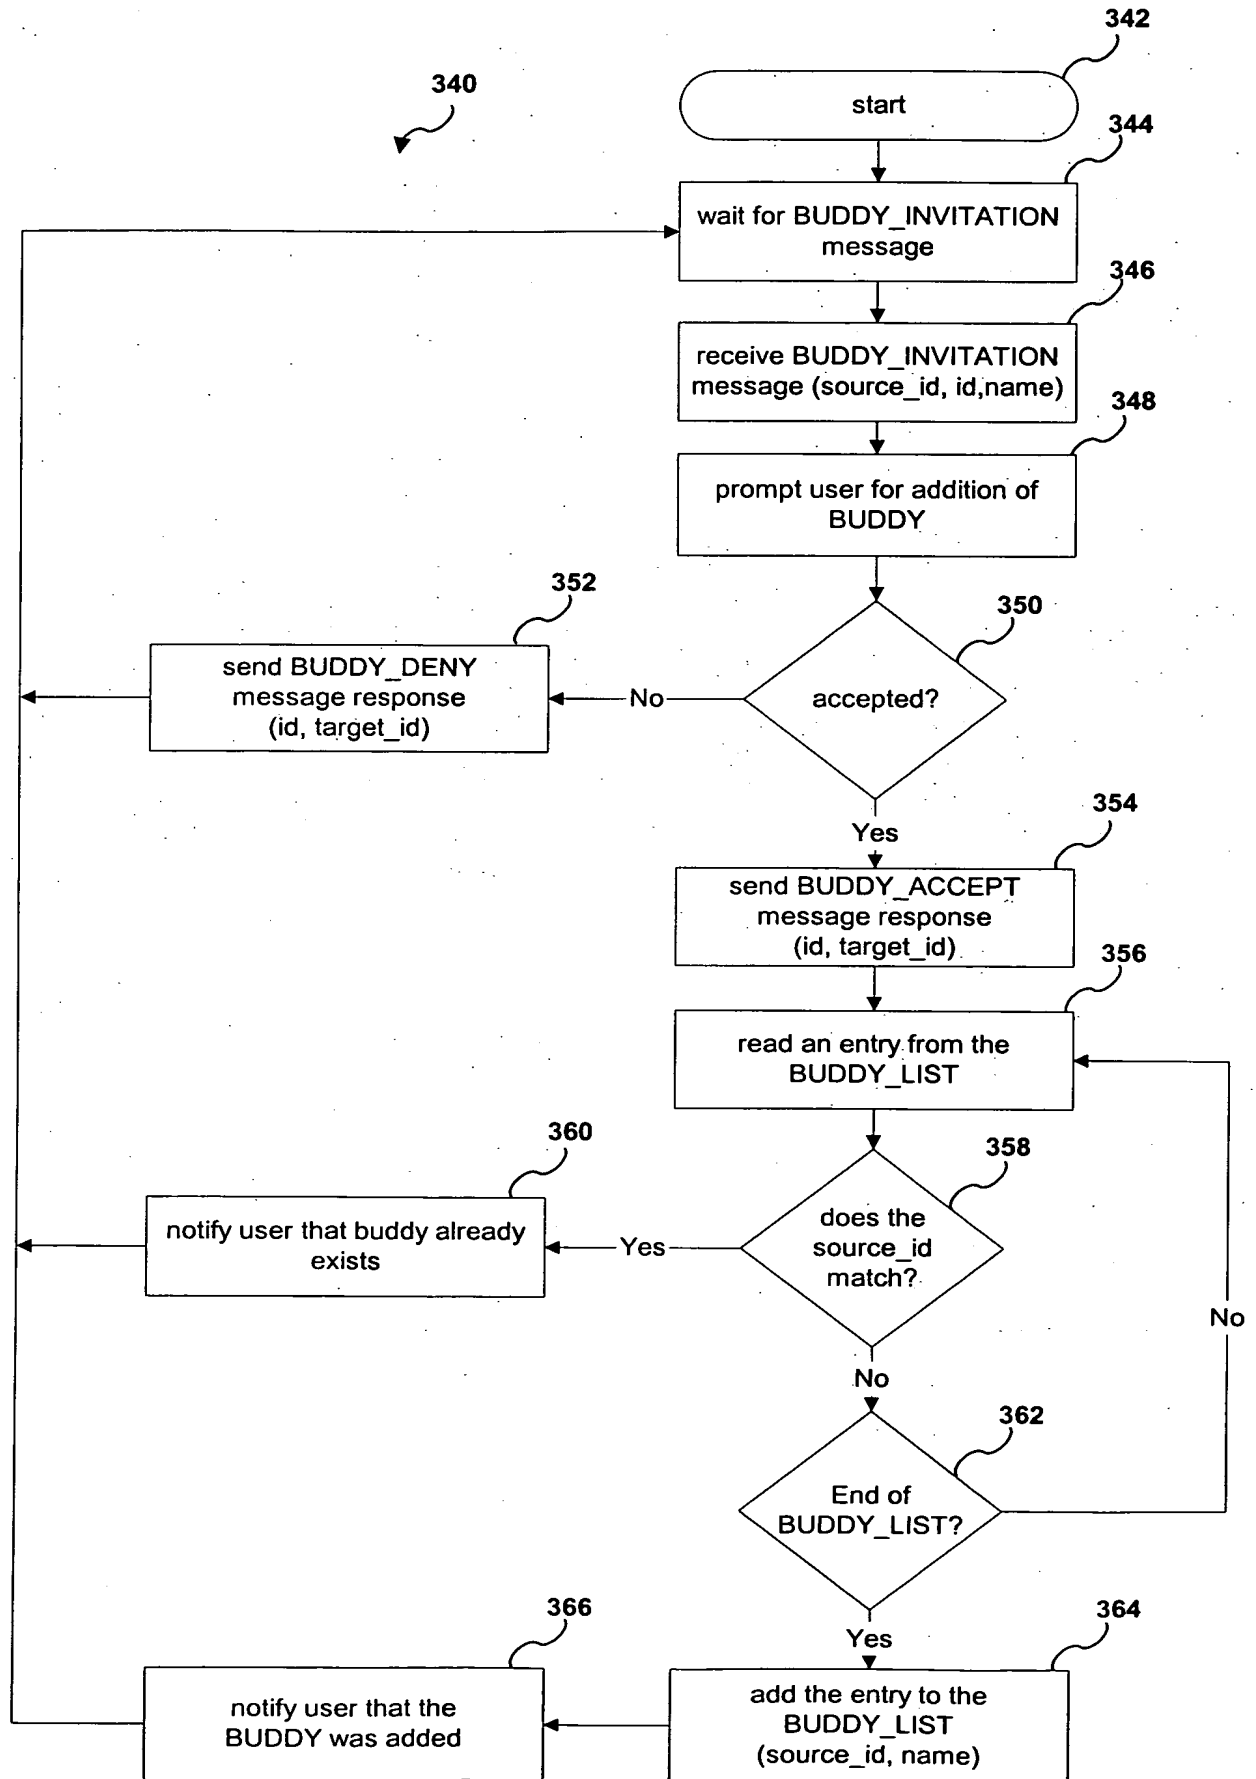 342
start
340
344
wait for BUDDY_INVITATION
message
346
receive BUDDY_INVITATION
message (source_id, id,name)
348
prompt user for addition of
BUDDY
352
350
send BUDDY_DENY
message response
(id, target_id)
No
accepted?
Yes
354
send BUDDY_ACCEPT
message response
(id, target_id)
356
read an entry from the
BUDDY_LIST
360
358
notify user that buddy already
exists
Yes
does the
source_id
match?
No
No
362
End of
BUDDY_LIST?
366
364
Yes
notify user that the
BUDDY was added
add the entry to the
BUDDY_LIST
(source_id, name)